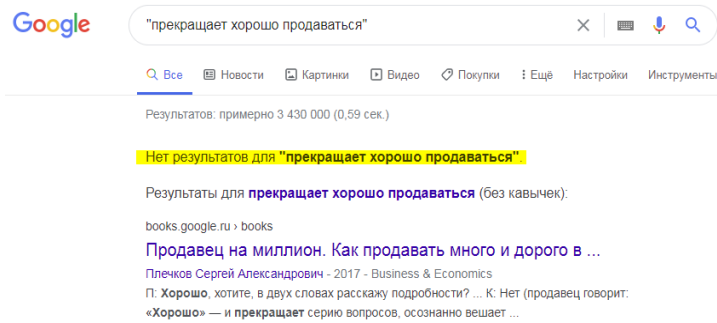 Google "прекращает хорошо продаваться"
Все Новости Картинки Видео Покупки Ещё Настройки Инструменты
Результатов: примерно 3 430 000 (0,59 сек.)
Нет результатов для "прекращает хорошо продаваться".
Результаты для прекращает хорошо продаваться (без кавычек):
books.google.ru › books
Продавец на миллион. Как продавать много и дорого в ...
Плечков Сергей Александрович - 2017 - Business & Economics
П: Хорошо, хотите, в двух словах расскажу подробности? ... К: Нет (продавец говорит:
«Хорошо» — и прекращает серию вопросов, осознанно вешает ...